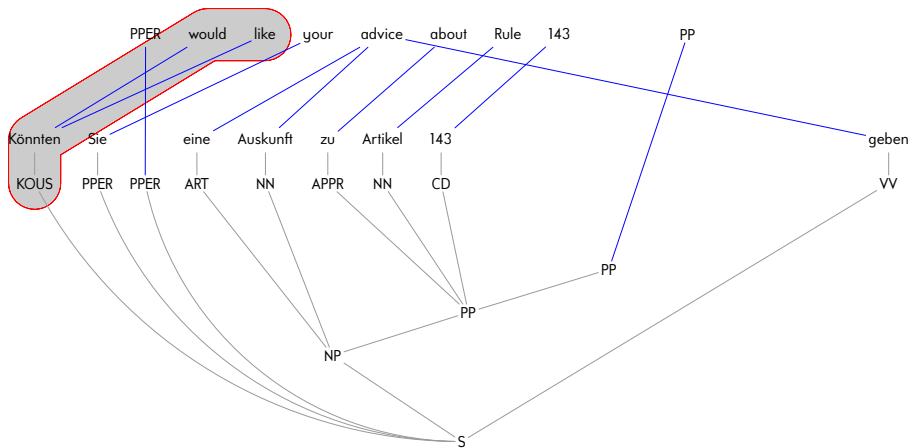 PPER would like your advice about Rule 143 PP
Könnten Sie eine Auskunft zu Artikel 143 geben
KOUS PPER PPER ART NN APPR NN CD VV
PP
PP
NP
S